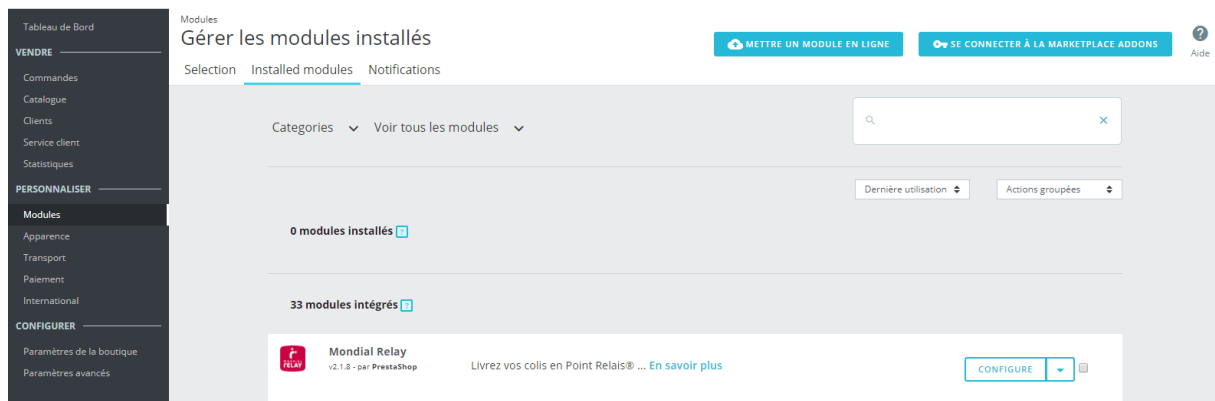 Tableau de Bord
VENDRE
Commandes
Catalogue
Clients
Service client
Statistiques
PERSONNALISER
Modules
Apparence
Transport
Paiement
International
CONFIGURER
Paramètres de la boutique
Paramètres avancés
Modules
Gérer les modules installés
METTRE UN MODULE EN LIGNE
SE CONNECTER À LA MARKETPLACE ADDONS
? Aide
Selection Installed modules Notifications
Categories Voir tous les modules
Dernière utilisation Actions groupées
0 modules installés ?
33 modules intégrés ?
MONDIAL RELAY
Mondial Relay
v2.1.8 - par PrestaShop
Livrez vos colis en Point Relais® ... En savoir plus
CONFIGURE